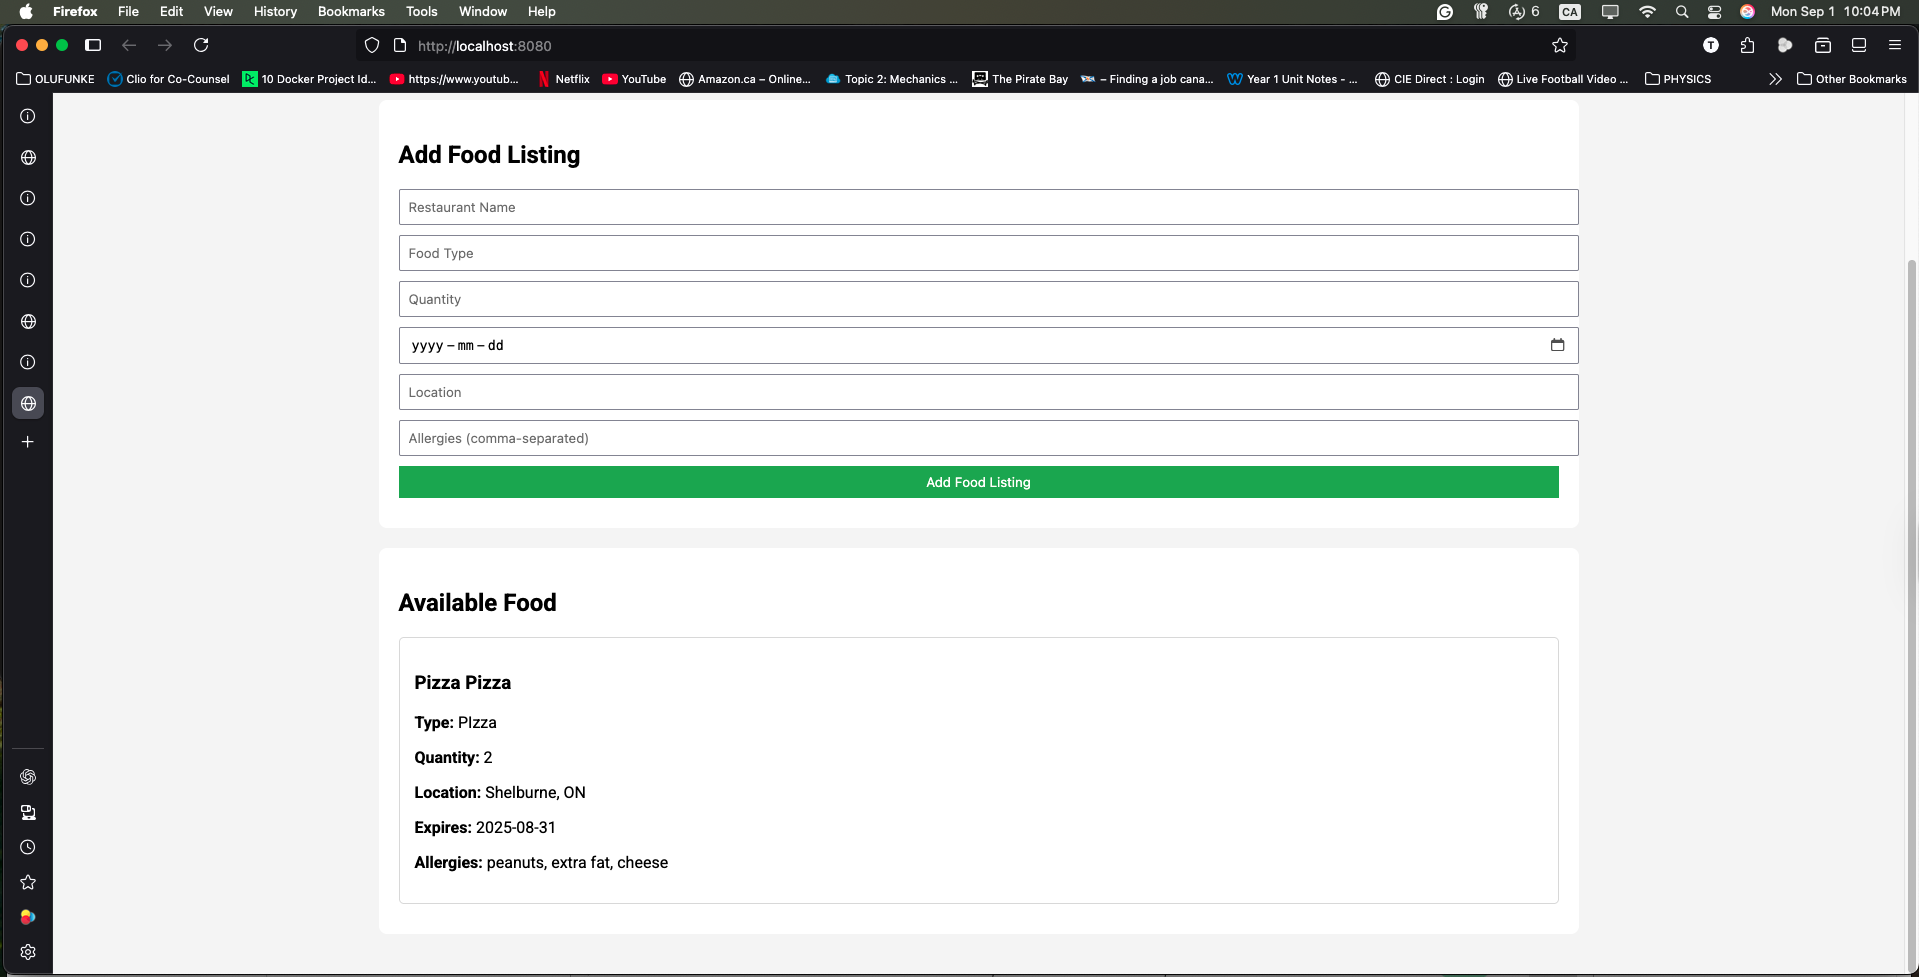 Firefox File Edit View History Bookmarks Tools Window Help 6 CA Mon Sep 1 10:04 PM
http://localhost:8080
OLUFUNKE Clio for Co-Counsel 10 Docker Project Id... https://www.youtub... Netflix YouTube Amazon.ca – Online... Topic 2: Mechanics ... The Pirate Bay – Finding a job cana... Year 1 Unit Notes - ... CIE Direct : Login Live Football Video ... PHYSICS Other Bookmarks
Add Food Listing
Restaurant Name
Food Type
Quantity
yyyy – mm – dd
Location
Allergies (comma-separated)
Add Food Listing
Available Food
Pizza Pizza
Type: PIzza
Quantity: 2
Location: Shelburne, ON
Expires: 2025-08-31
Allergies: peanuts, extra fat, cheese